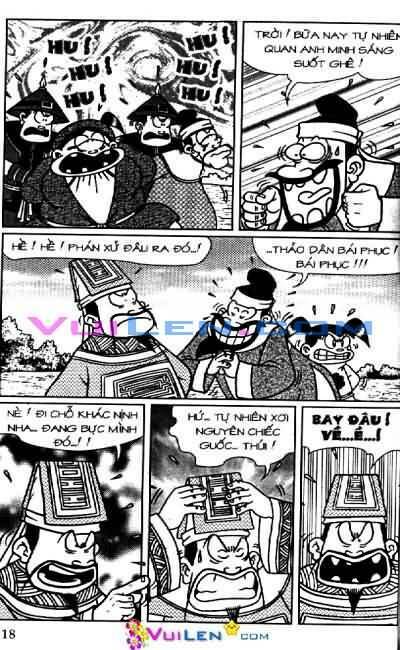 HU!
HU!
HU!
HU!
HU!
HU!
TRỜI! BỮA NAY TỰ NHIÊN
QUAN ANH MINH SÁNG
SUỐT GHÊ!
HỀ! HỀ! PHÁN XỬ ĐÂU RA ĐÓ..!
...THẢO DÂN BÁI PHỤC!
BÁI PHỤC!!!
VUILEN.COM
NÈ! ĐI CHỖ KHÁC NỊNH
NHA... ĐANG BỰC MÌNH
ĐÓ..!
HỨ... TỰ NHIÊN XƠI
NGUYÊN CHIẾC
GUỐC... THÚI!
BAY ĐÂU!
VỀ...Ê...!
18
VUILEN.COM